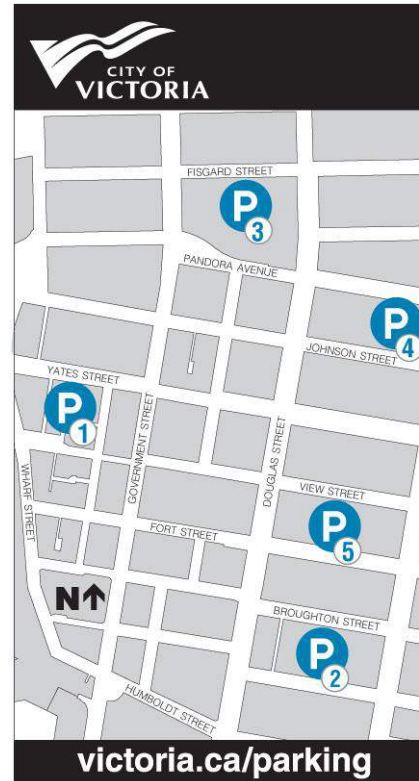 CITY OF
VICTORIA
FISGARD STREET
P
3
PANDORA AVENUE
P
4
JOHNSON STREET
YATES STREET
P
1
GOVERNMENT STREET
DOUGLAS STREET
WHARF STREET
VIEW STREET
FORT STREET
P
5
N
BROUGHTON STREET
P
2
HUMBOLDT STREET
victoria.ca/parking